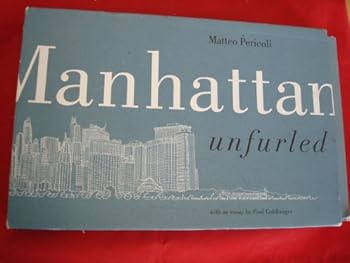 Matteo Pericoli
Manhattan
unfurled
with an essay by Paul Goldberger